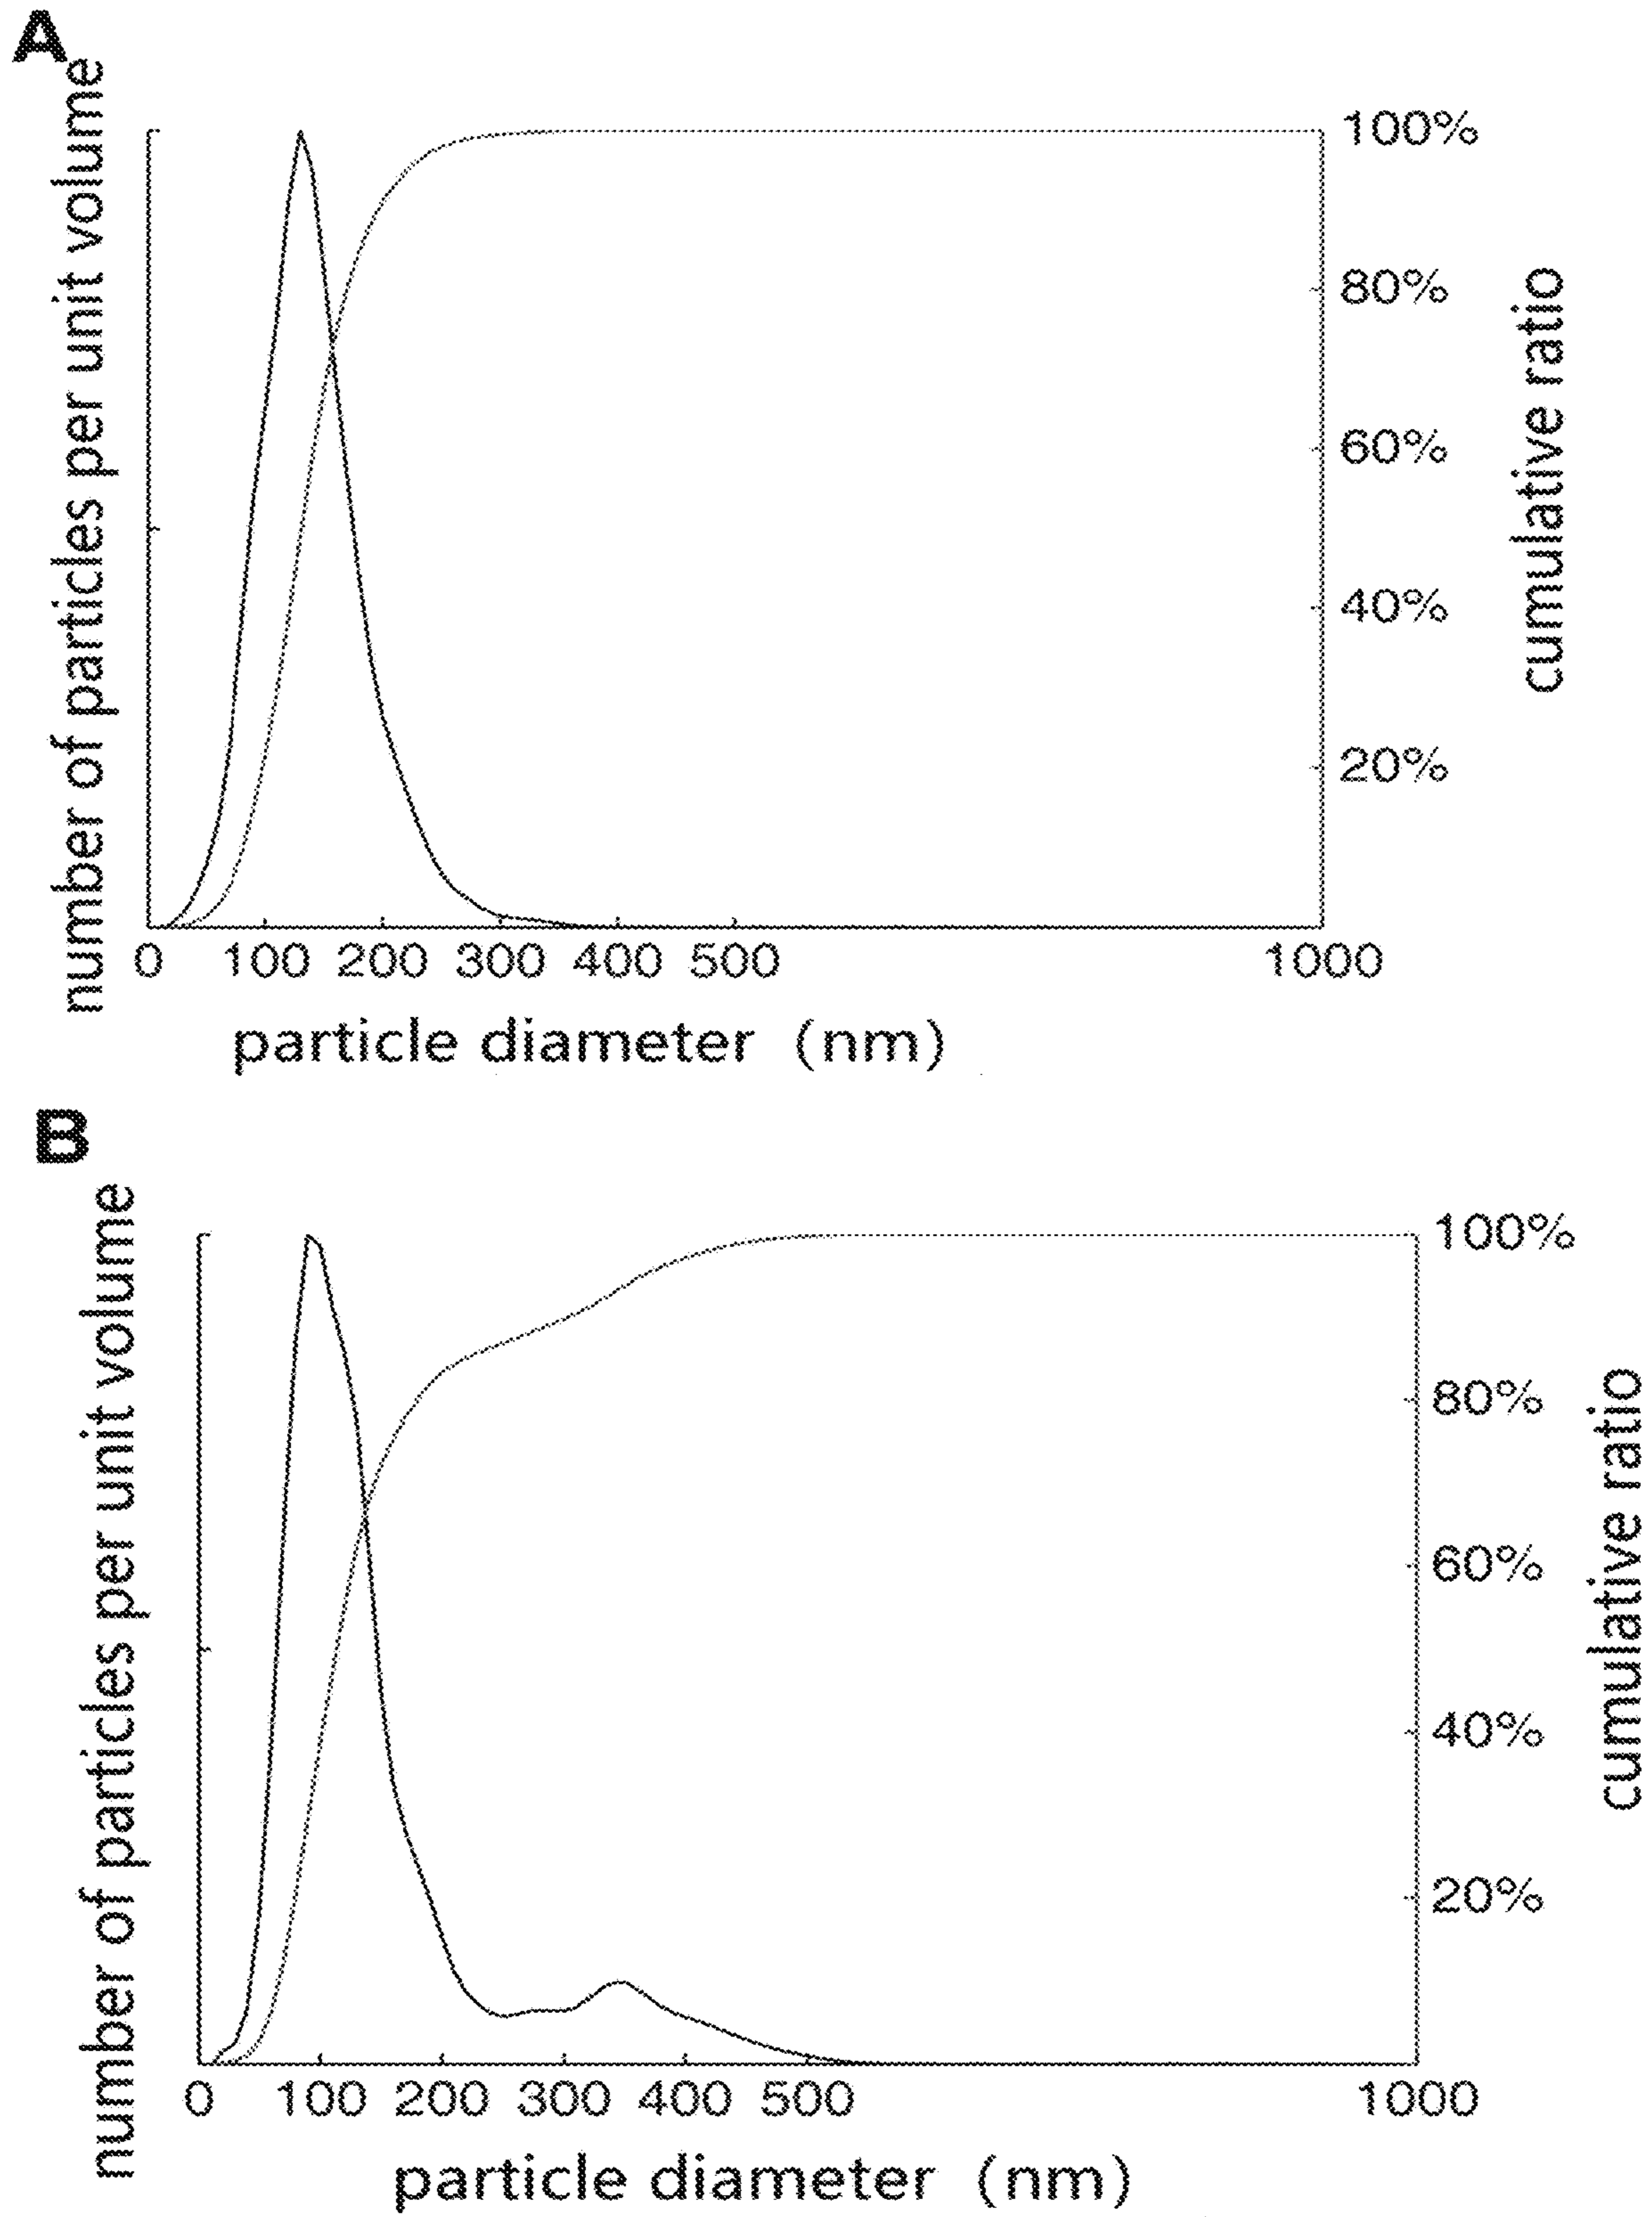 A
number of particles per unit volume
100%
80%
60%
40%
20%
cumulative ratio
0 100 200 300 400 500 1000
particle diameter (nm)
B
number of particles per unit volume
100%
80%
60%
40%
20%
cumulative ratio
0 100 200 300 400 500 1000
particle diameter (nm)